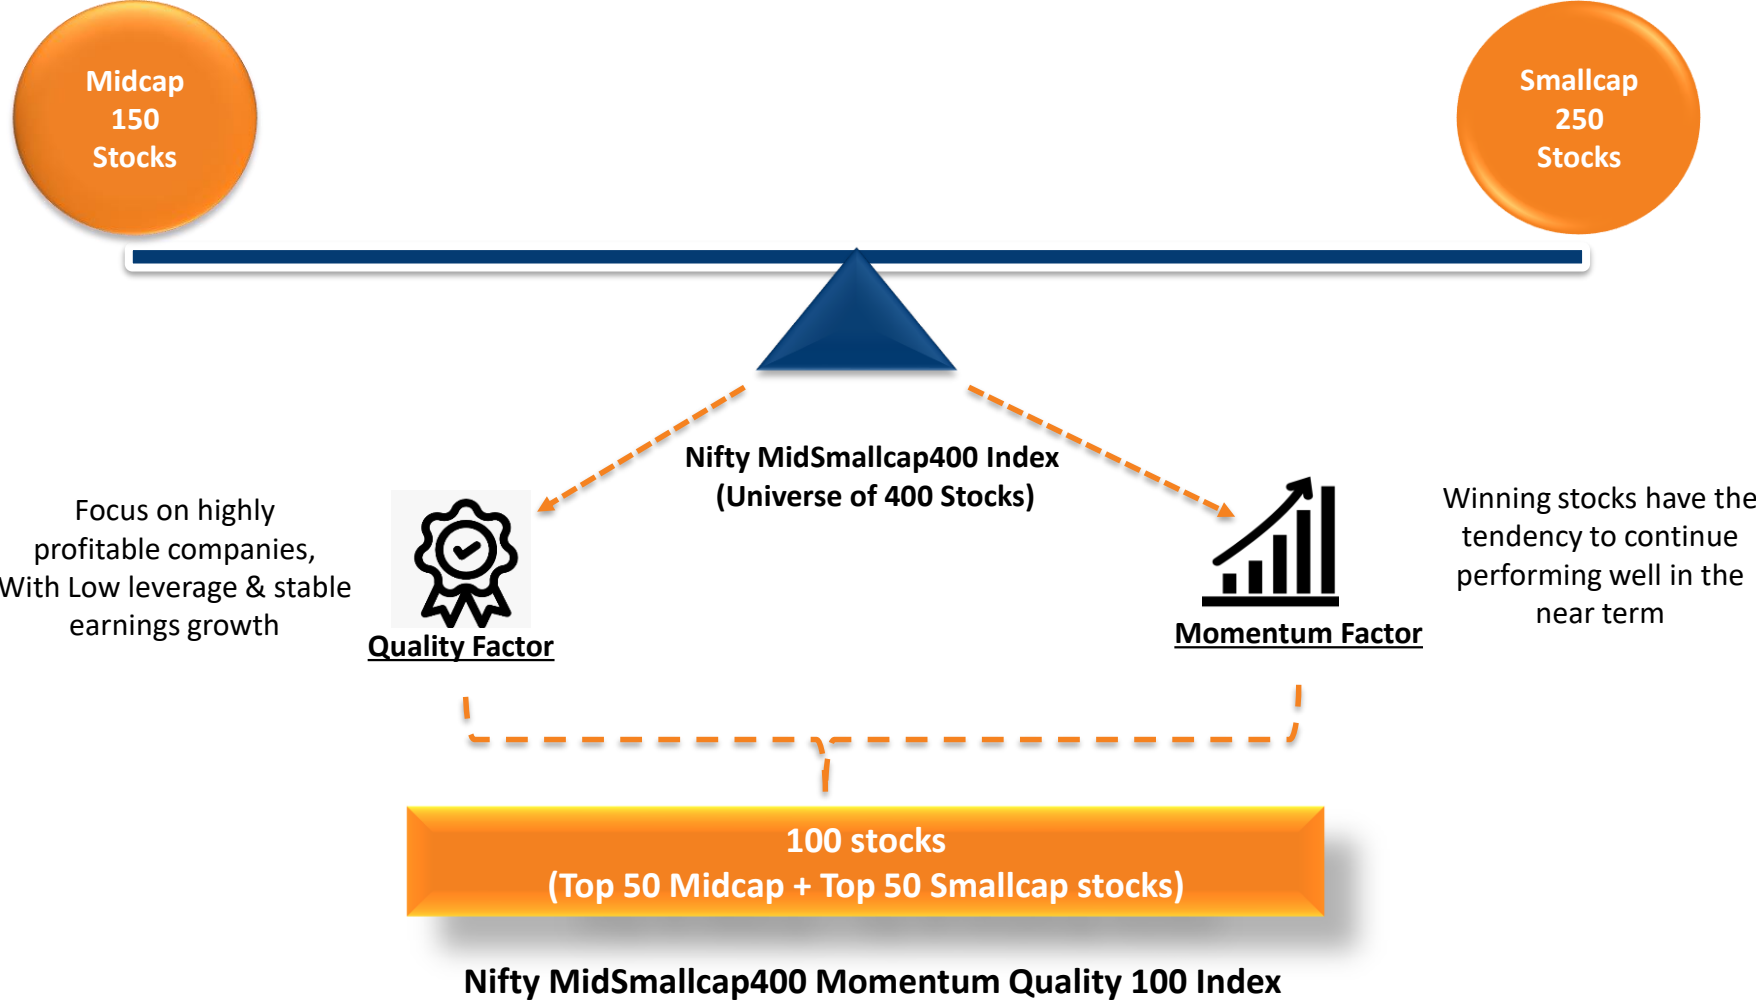 Midcap
150
Stocks
Smallcap
250
Stocks
Nifty MidSmallcap400 Index
(Universe of 400 Stocks)
Focus on highly
profitable companies,
With Low leverage & stable
earnings growth
Quality Factor
Winning stocks have the
tendency to continue
performing well in the
near term
Momentum Factor
100 stocks
(Top 50 Midcap + Top 50 Smallcap stocks)
Nifty MidSmallcap400 Momentum Quality 100 Index